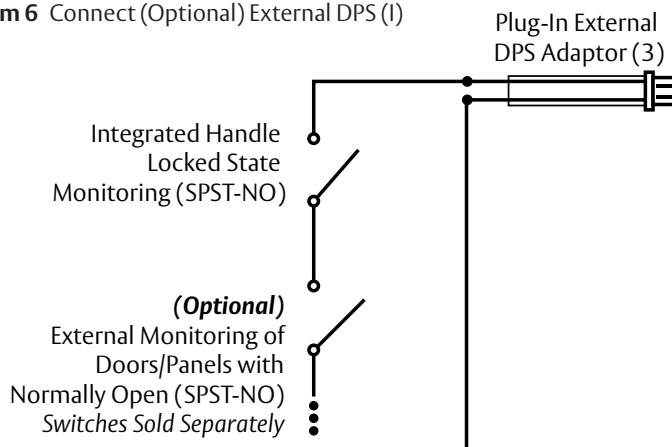 m 6 Connect (Optional) External DPS (I)
Plug-In External
DPS Adaptor (3)
Integrated Handle
Locked State
Monitoring (SPST-NO)
(Optional)
External Monitoring of
Doors/Panels with
Normally Open (SPST-NO)
Switches Sold Separately